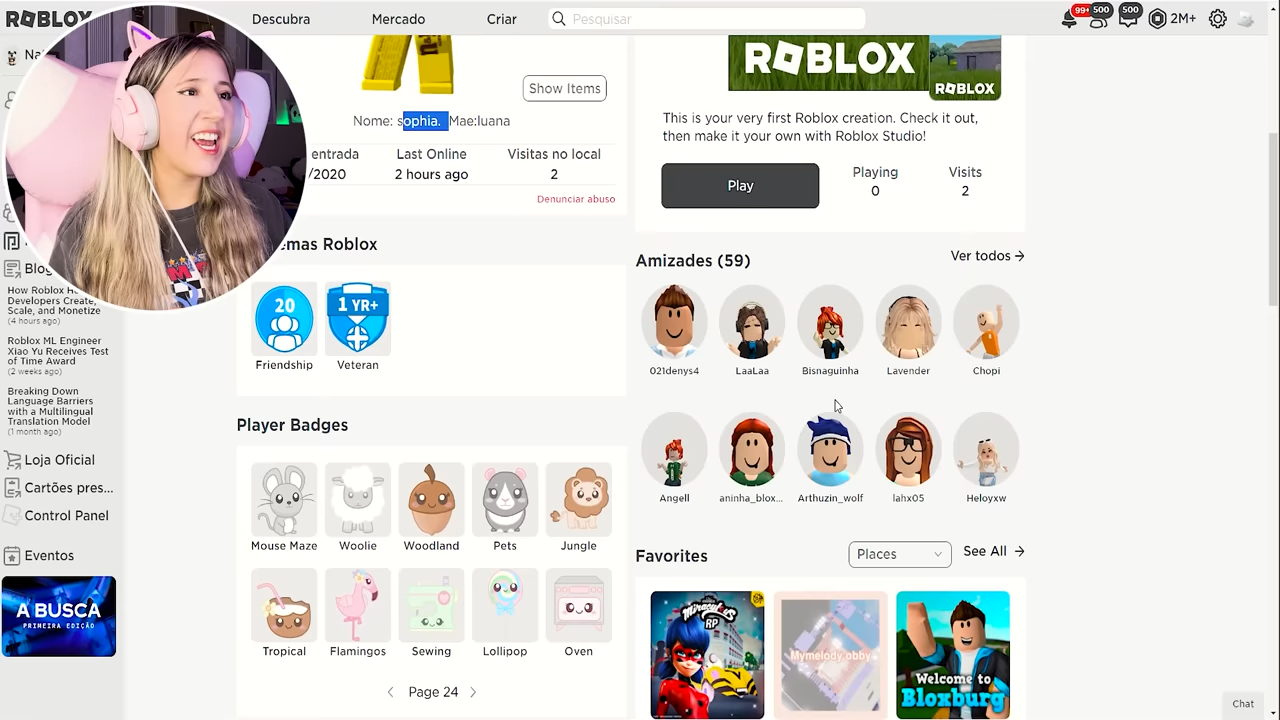 ROBLOX
Descubra
Mercado
Criar
Pesquisar
99+
500
500
2M+
Na
Show Items
Nome: sophia. Mae:luana
entrada
Last Online
Visitas no local
/2020
2 hours ago
2
Denunciar abuso
ROBLOX
ROBLOX
This is your very first Roblox creation. Check it out,
then make it your own with Roblox Studio!
Play
Playing
Visits
0
2
emas Roblox
20
1 YR+
Friendship
Veteran
Amizades (59)
Ver todos
021denys4
LaaLaa
Bisnaguinha
Lavender
Chopi
Angell
aninha_blox...
Arthuzin_wolf
lahx05
Heloyxw
Blog
How Roblox H
Developers Create,
Scale, and Monetize
(4 hours ago)
Roblox ML Engineer
Xiao Yu Receives Test
of Time Award
(2 weeks ago)
Breaking Down
Language Barriers
with a Multilingual
Translation Model
(1 month ago)
Loja Oficial
Cartões pres...
Control Panel
Eventos
A BUSCA
PRIMEIRA EDIÇÃO
Player Badges
Mouse Maze
Woolie
Woodland
Pets
Jungle
Tropical
Flamingos
Sewing
Lollipop
Oven
Page 24
Favorites
Places
See All
Miraculous
RP
Mymelody obby
Welcome to
Bloxburg
Chat